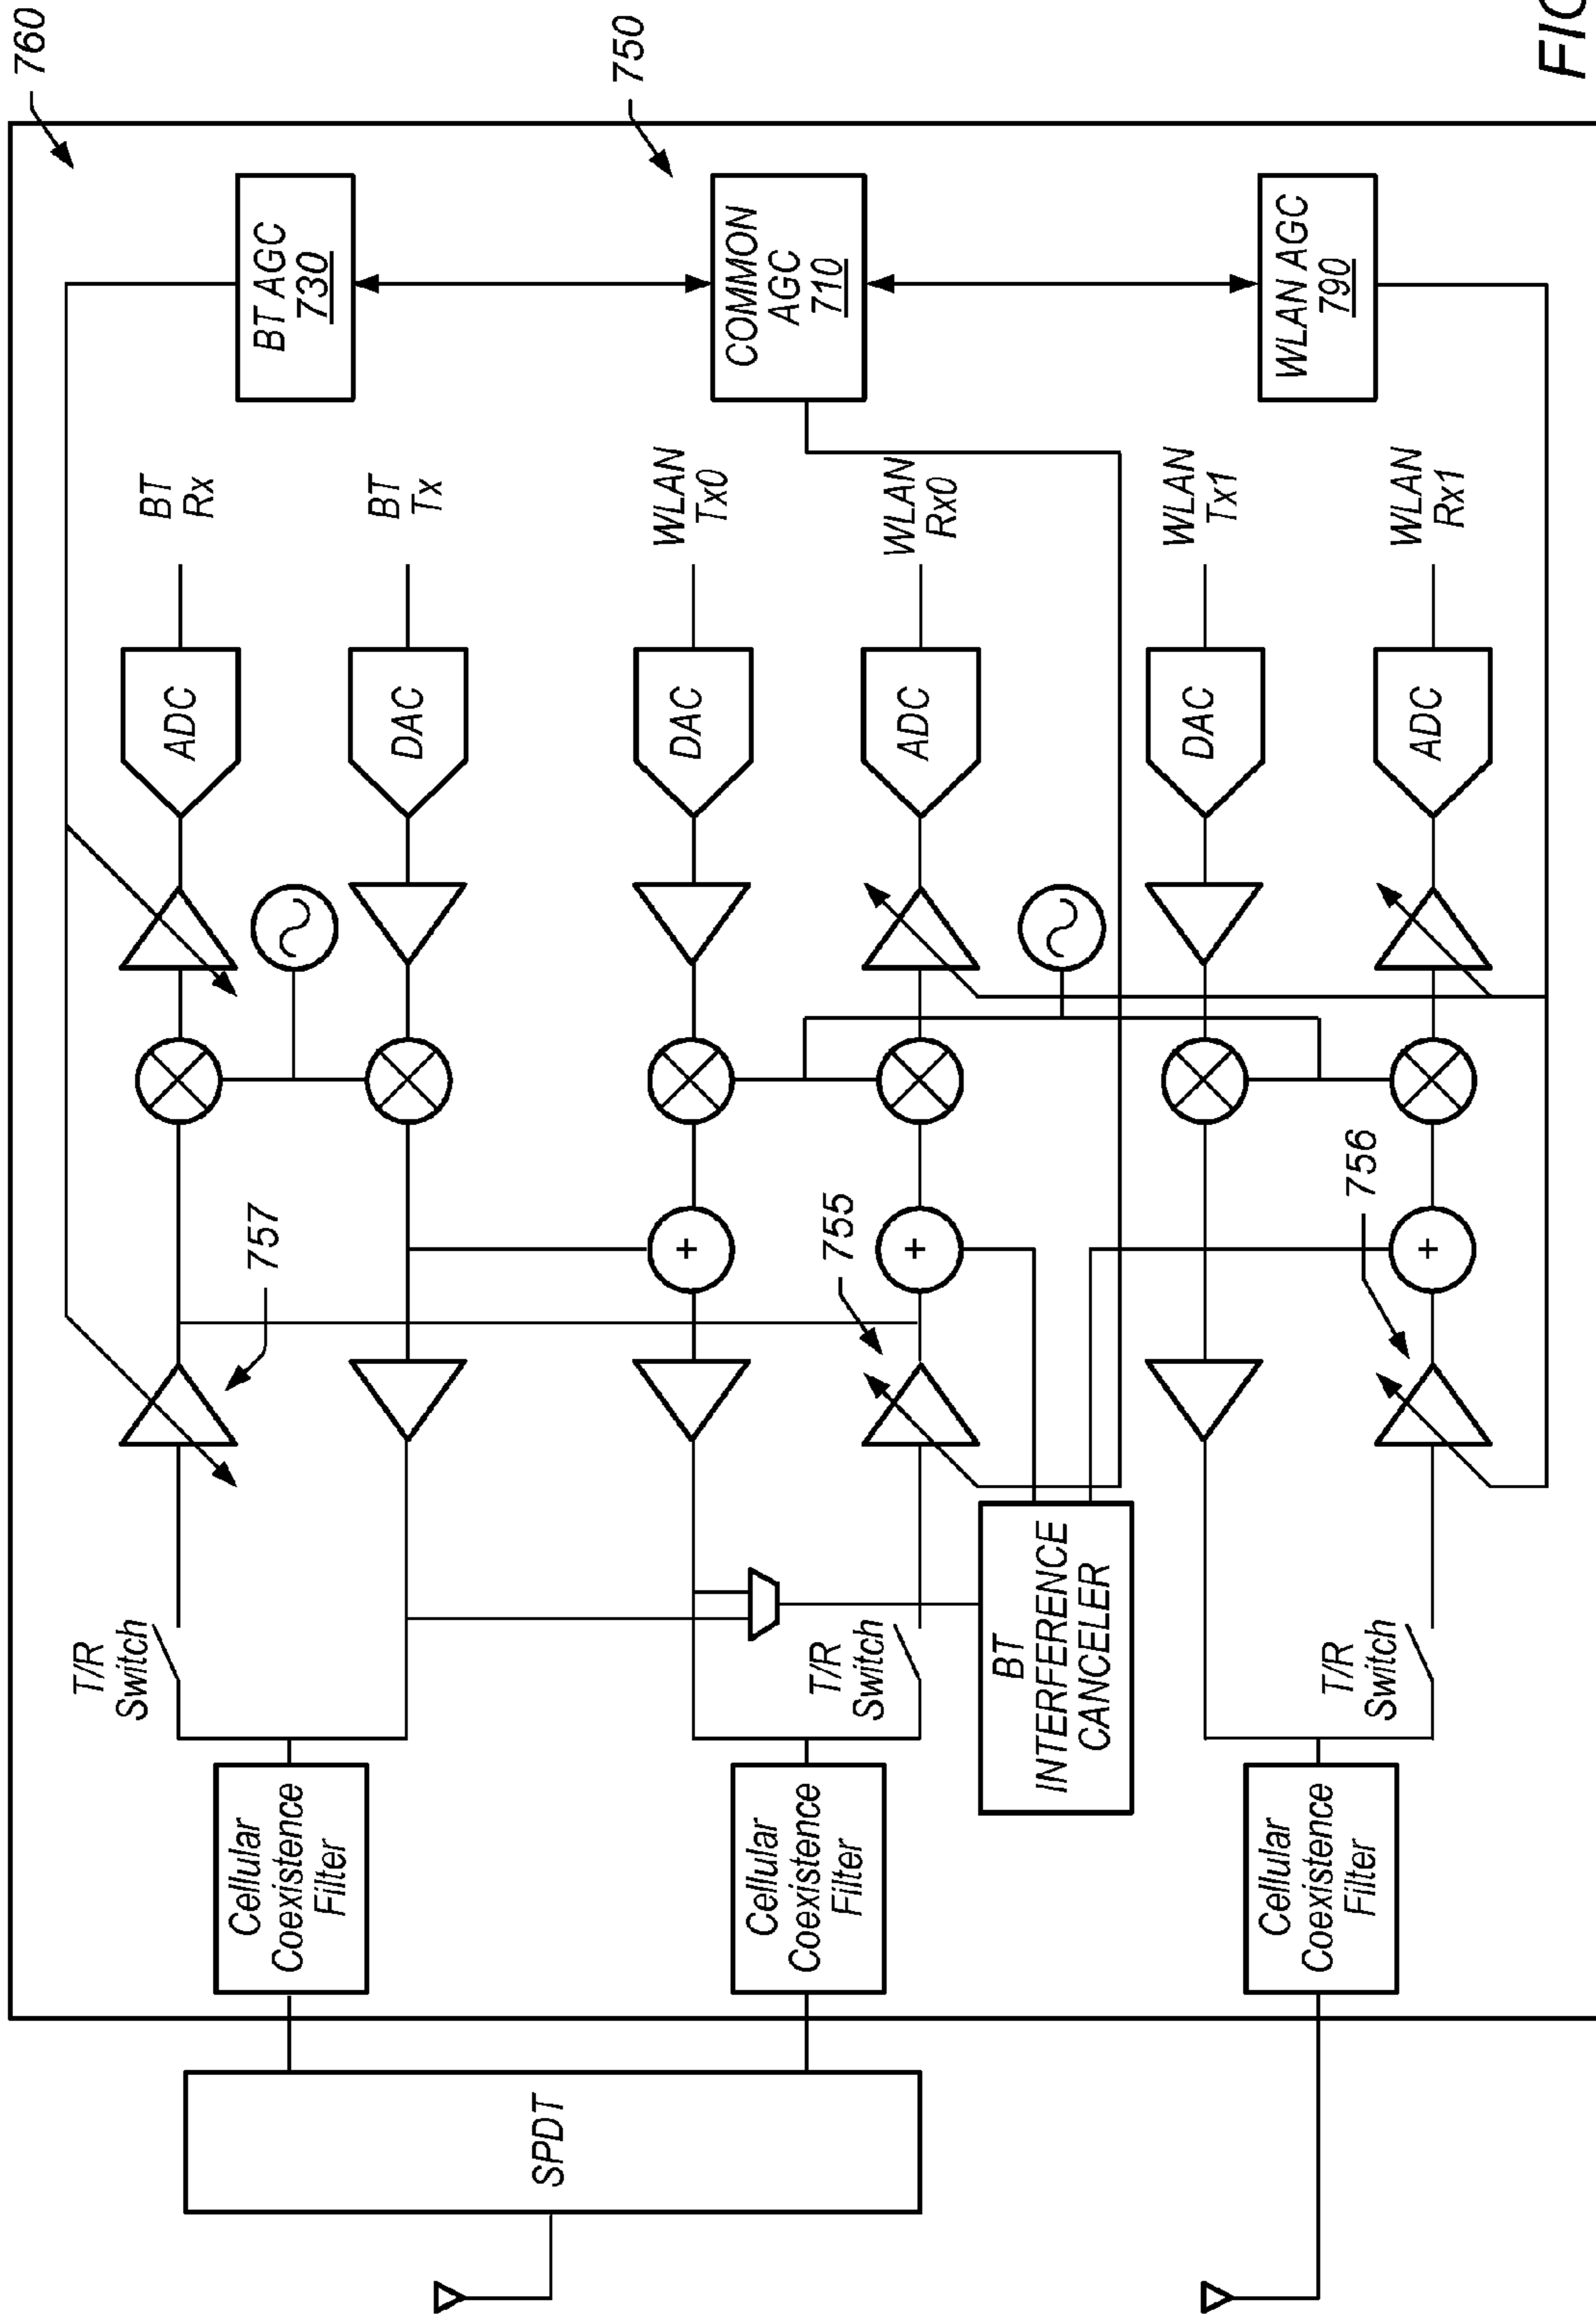 760
750
FIG
BT AGC
730
COMMON
AGC
710
WLAN AGC
790
BT
Rx
BT
Tx
WLAN
Tx0
WLAN
Rx0
WLAN
Tx1
WLAN
Rx1
ADC
DAC
DAC
ADC
DAC
ADC
757
+
755
+
756
+
T/R
Switch
T/R
Switch
BT
INTERFERENCE
CANCELER
T/R
Switch
Cellular
Coexistence
Filter
Cellular
Coexistence
Filter
Cellular
Coexistence
Filter
SPDT